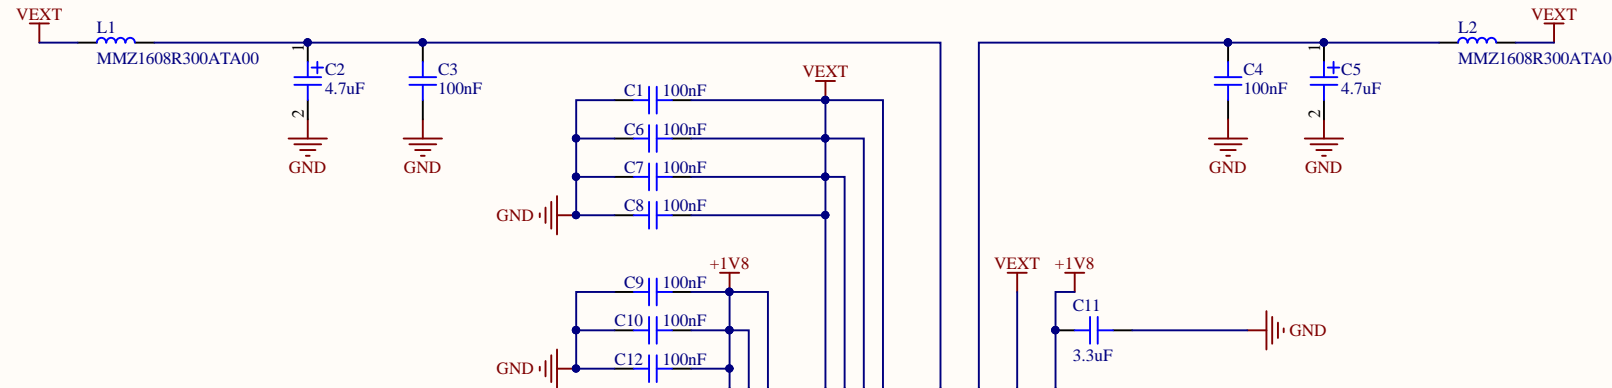 VEXT
L1
MMZ1608R300ATA00
1
C2
4.7uF
2
GND
C3
100nF
GND
VEXT
C1 100nF
C6 100nF
C7 100nF
C8 100nF
GND
+1V8
C9 100nF
C10 100nF
C12 100nF
GND
VEXT
L2
MMZ1608R300ATA0
C4
100nF
GND
1
C5
4.7uF
2
GND
VEXT
+1V8
C11
3.3uF
GND